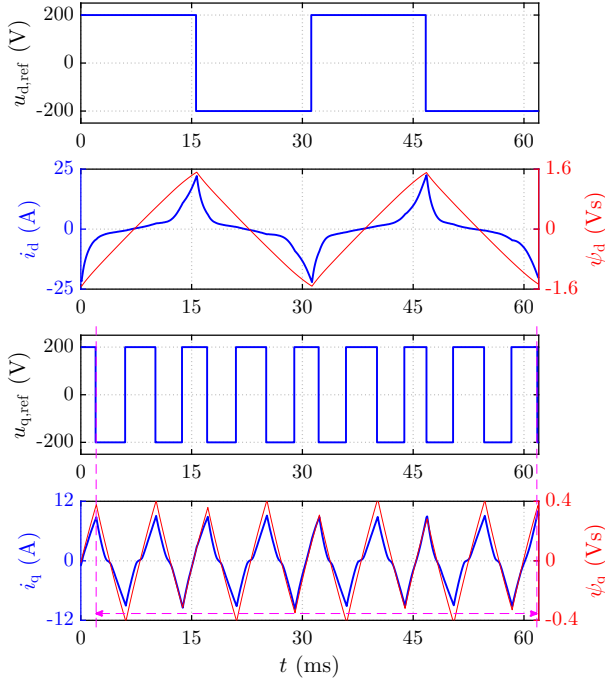 200
0
-200
u_d,ref (V)
0 15 30 45 60
25
0
-25
i_d (A)
1.6
0
-1.6
ψ_d (Vs)
0 15 30 45 60
200
0
-200
u_q,ref (V)
0 15 30 45 60
12
0
-12
i_q (A)
0.4
0
-0.4
ψ_q (Vs)
0 15 30 45 60
t (ms)